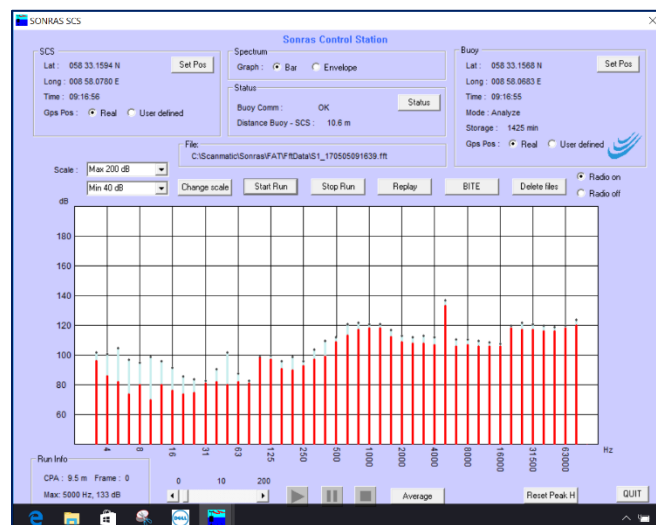 SONRAS SCS
Sonras Control Station
SCS
Lat : 058 33.1594 N
Set Pos
Long : 008 58.0780 E
Time : 09:16:56
Gps Pos : Real User defined
Spectrum
Graph : Bar Envelope
Status
Buoy Comm : OK
Status
Distance Buoy - SCS : 10.6 m
Buoy
Lat : 058 33.1568 N
Set Pos
Long : 008 58.0683 E
Time : 09:16:55
Mode : Analyze
Storage : 1425 min
Gps Pos : Real User defined
File:
C:\Scanmatic\Sonras\FAT\FftData\S1_170505091639.fft
Scale : Max 200 dB
Min 40 dB
Change scale
Start Run
Stop Run
Replay
BITE
Delete files
Radio on
Radio off
dB
180
160
140
120
100
80
60
4 8 16 31 63 125 250 500 1000 2000 4000 8000 16000 31500 63000 Hz
Run Info
CPA : 9.5 m Frame : 0
Max: 5000 Hz, 133 dB
0 10 200
Average
Reset Peak H
QUIT
DELL